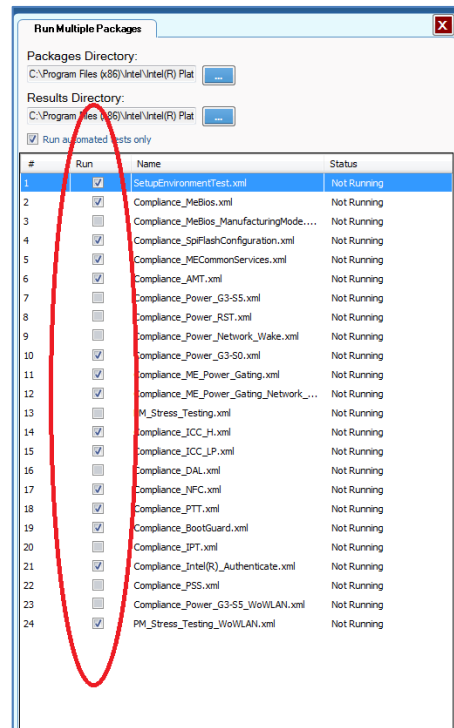 Run Multiple Packages
X
Packages Directory:
C:\Program Files (x86)\Intel\Intel(R) Plat ...
Results Directory:
C:\Program Files (x86)\Intel\Intel(R) Plat ...
Run automated tests only
# Run Name Status
1 SetupEnvironmentTest.xml Not Running
2 Compliance_MeBios.xml Not Running
3 Compliance_MeBios_ManufacturingMode.... Not Running
4 Compliance_SpiFlashConfiguration.xml Not Running
5 Compliance_MECommonServices.xml Not Running
6 Compliance_AMT.xml Not Running
7 Compliance_Power_G3-S5.xml Not Running
8 Compliance_Power_RST.xml Not Running
9 Compliance_Power_Network_Wake.xml Not Running
10 Compliance_Power_G3-S0.xml Not Running
11 Compliance_ME_Power_Gating.xml Not Running
12 Compliance_ME_Power_Gating_Network_... Not Running
13 PM_Stress_Testing.xml Not Running
14 Compliance_ICC_H.xml Not Running
15 Compliance_ICC_LP.xml Not Running
16 Compliance_DAL.xml Not Running
17 Compliance_NFC.xml Not Running
18 Compliance_PTT.xml Not Running
19 Compliance_BootGuard.xml Not Running
20 Compliance_IPT.xml Not Running
21 Compliance_Intel(R)_Authenticate.xml Not Running
22 Compliance_PSS.xml Not Running
23 Compliance_Power_G3-S5_WoWLAN.xml Not Running
24 PM_Stress_Testing_WoWLAN.xml Not Running